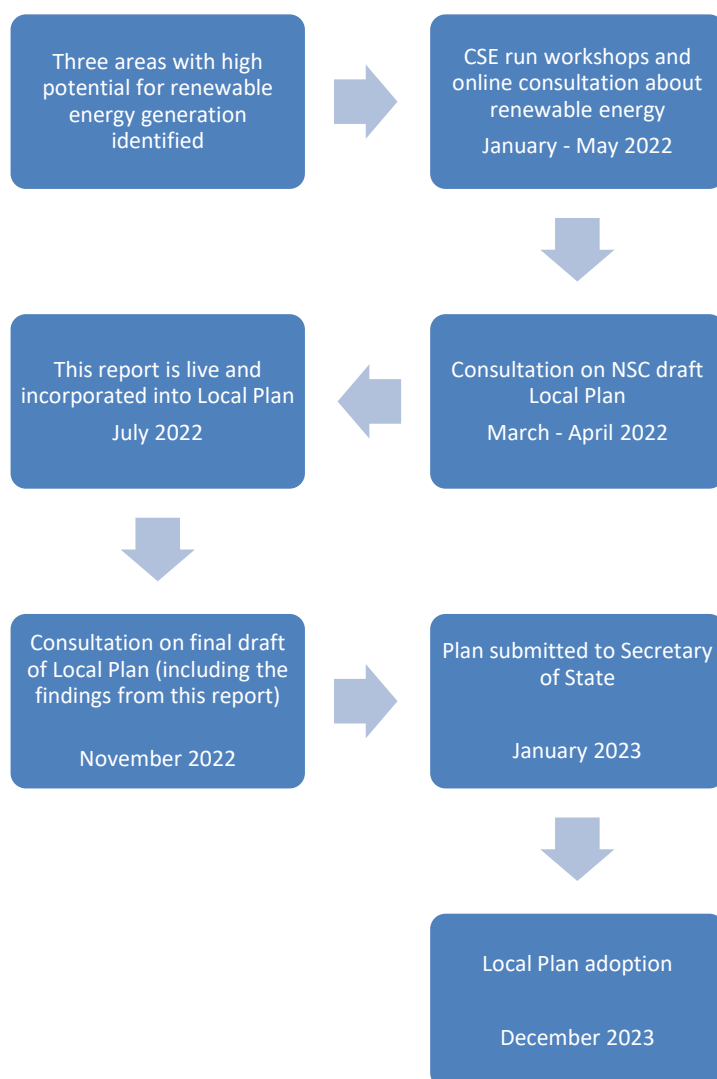 Three areas with high
potential for renewable
energy generation
identified
CSE run workshops and
online consultation about
renewable energy
January - May 2022
Consultation on NSC draft
Local Plan
March - April 2022
This report is live and
incorporated into Local Plan
July 2022
Consultation on final draft
of Local Plan (including the
findings from this report)
November 2022
Plan submitted to Secretary
of State
January 2023
Local Plan adoption
December 2023